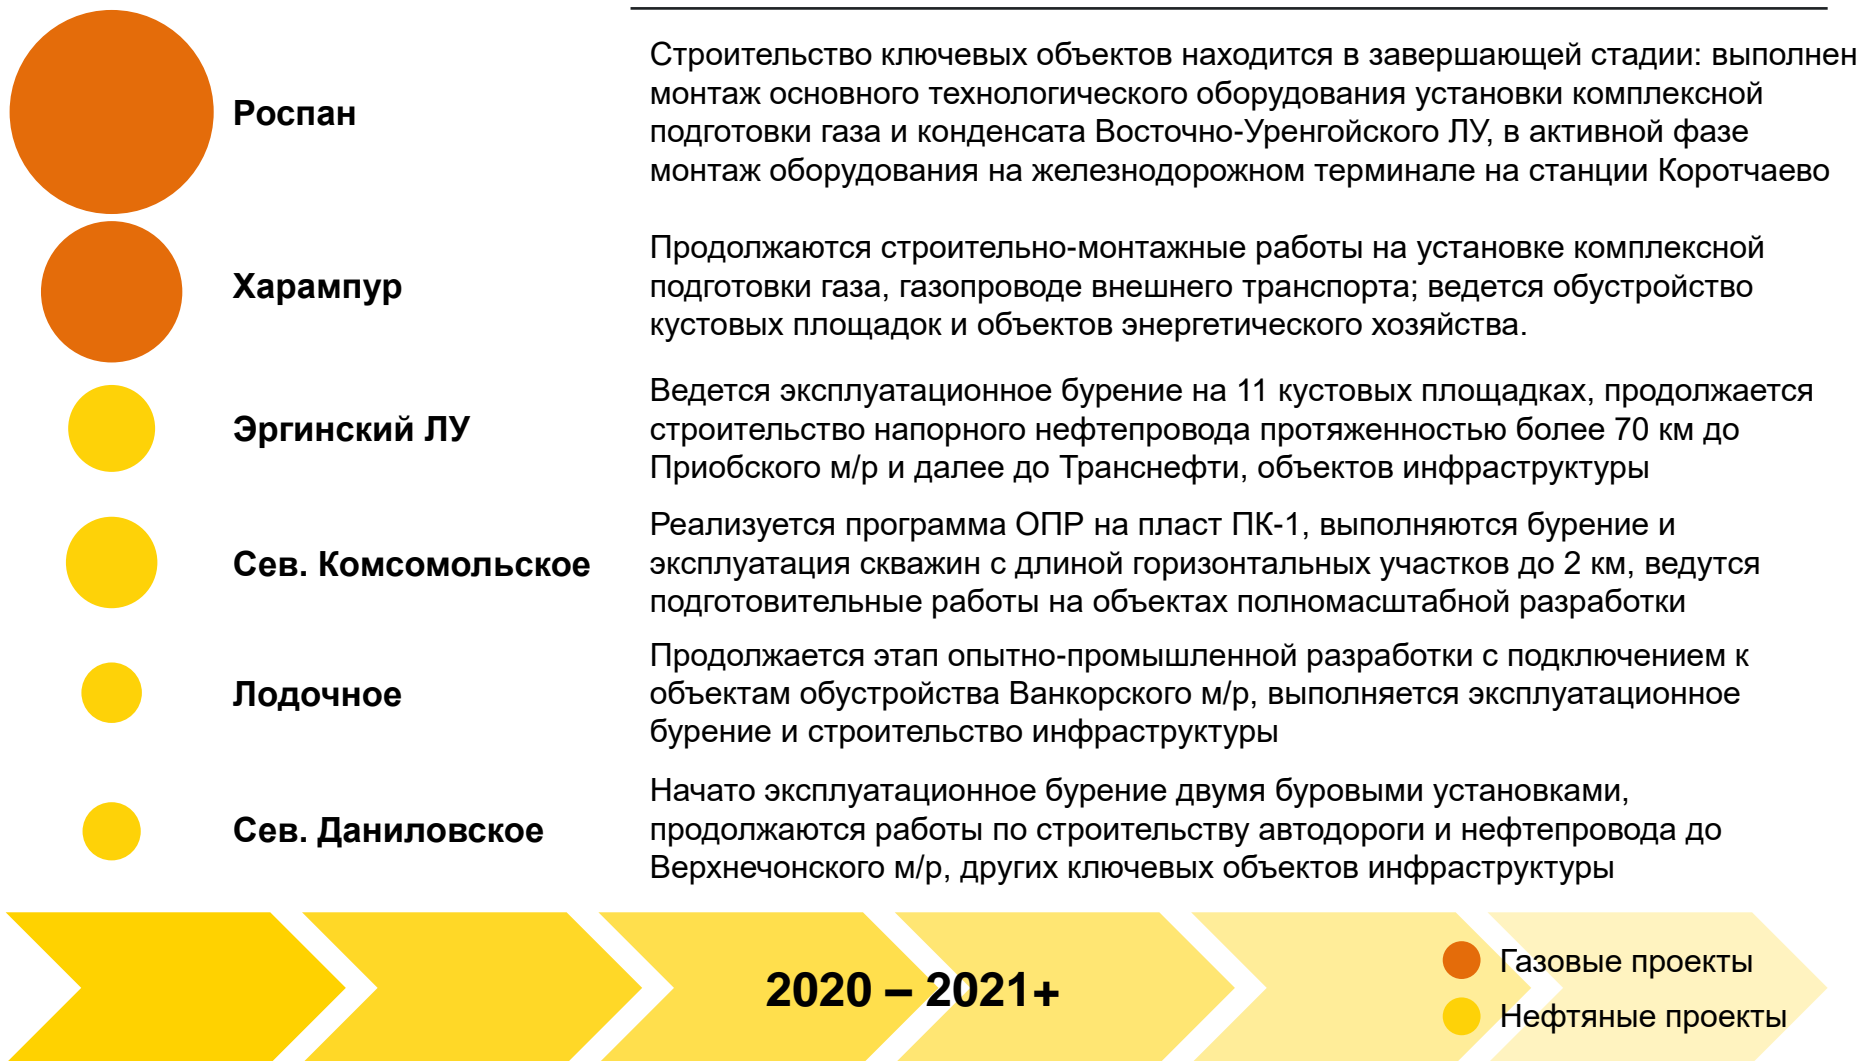 Роспан
Строительство ключевых объектов находится в завершающей стадии: выполнен
монтаж основного технологического оборудования установки комплексной
подготовки газа и конденсата Восточно-Уренгойского ЛУ, в активной фазе
монтаж оборудования на железнодорожном терминале на станции Коротчаево
Харампур
Продолжаются строительно-монтажные работы на установке комплексной
подготовки газа, газопроводе внешнего транспорта; ведется обустройство
кустовых площадок и объектов энергетического хозяйства.
Эргинский ЛУ
Ведется эксплуатационное бурение на 11 кустовых площадках, продолжается
строительство напорного нефтепровода протяженностью более 70 км до
Приобского м/р и далее до Транснефти, объектов инфраструктуры
Сев. Комсомольское
Реализуется программа ОПР на пласт ПК-1, выполняются бурение и
эксплуатация скважин с длиной горизонтальных участков до 2 км, ведутся
подготовительные работы на объектах полномасштабной разработки
Лодочное
Продолжается этап опытно-промышленной разработки с подключением к
объектам обустройства Ванкорского м/р, выполняется эксплуатационное
бурение и строительство инфраструктуры
Сев. Даниловское
Начато эксплуатационное бурение двумя буровыми установками,
продолжаются работы по строительству автодороги и нефтепровода до
Верхнечонского м/р, других ключевых объектов инфраструктуры
2020 – 2021+
Газовые проекты
Нефтяные проекты